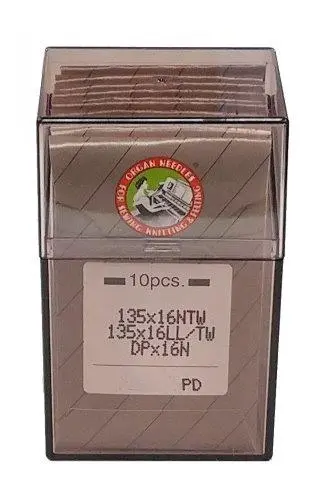 ORGAN NEEDLES
FOR SEWING, KNITTING & FELTING
®
10pcs.
135x16NTW
135x16LL/TW
DPx16N
PD